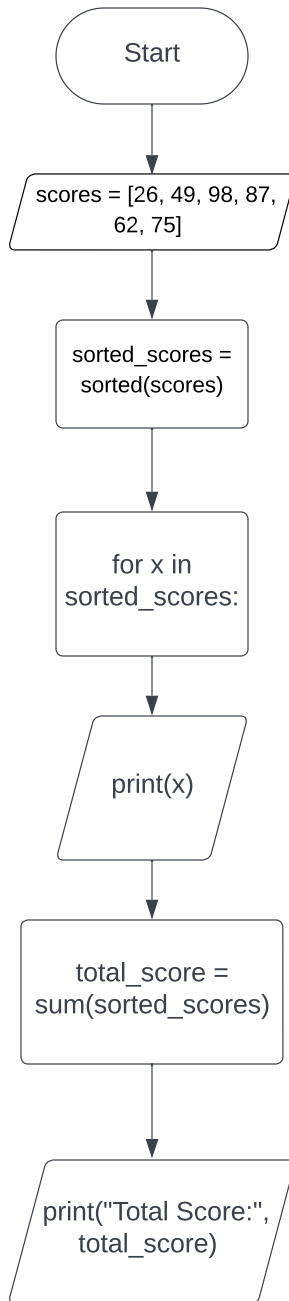 Start
scores = [26, 49, 98, 87,
62, 75]
sorted_scores =
sorted(scores)
for x in
sorted_scores:
print(x)
total_score =
sum(sorted_scores)
print("Total Score:",
total_score)